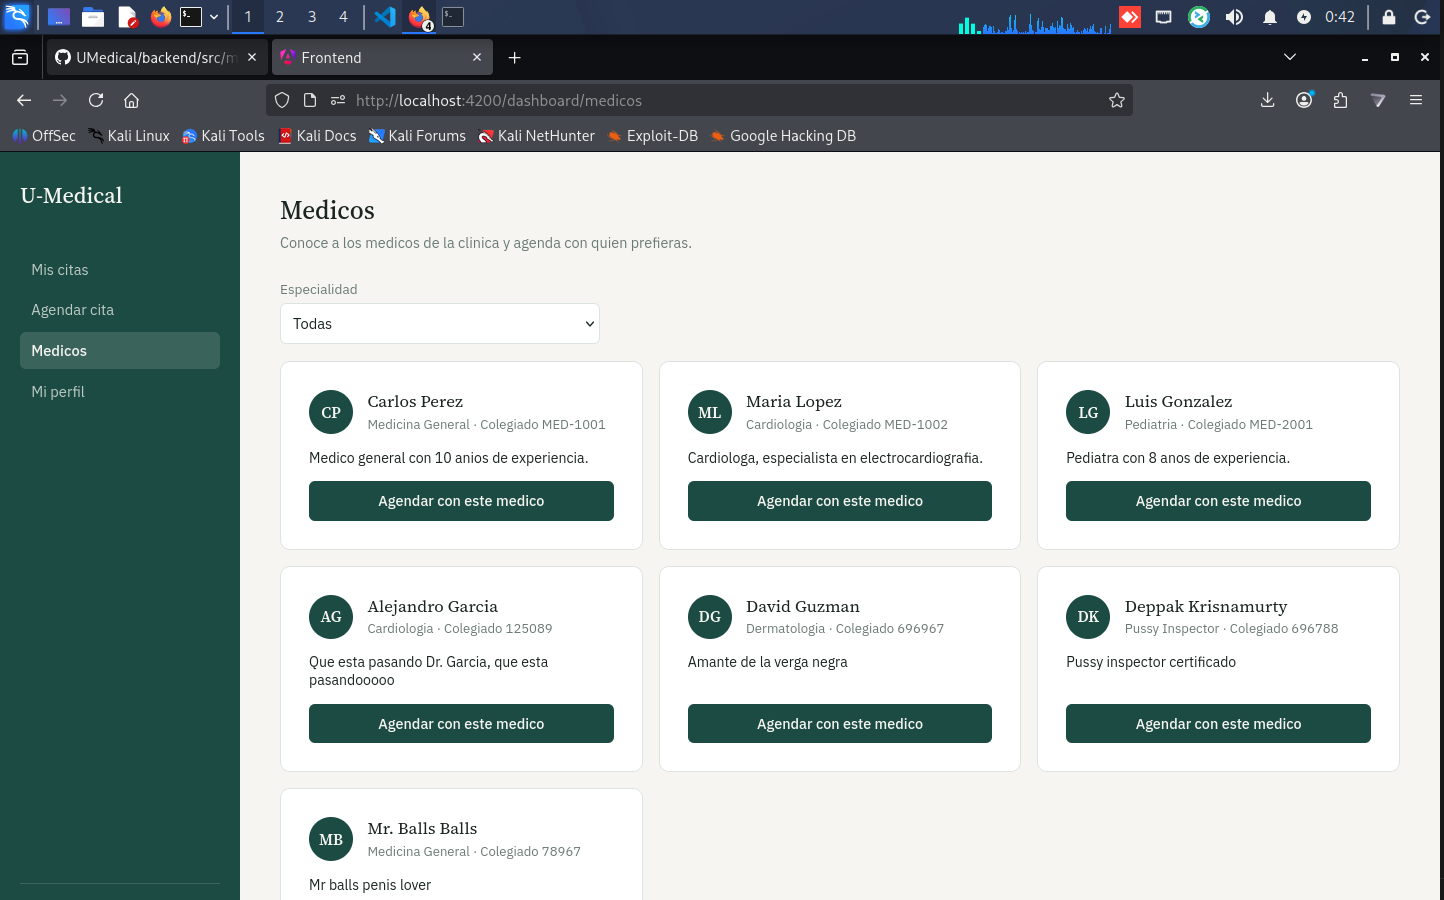 1 2 3 4
4
0:42
UMedical/backend/src/m
Frontend
http://localhost:4200/dashboard/medicos
OffSec Kali Linux Kali Tools Kali Docs Kali Forums Kali NetHunter Exploit-DB Google Hacking DB
U-Medical
Mis citas
Agendar cita
Medicos
Mi perfil
Medicos
Conoce a los medicos de la clinica y agenda con quien prefieras.
Especialidad
Todas
CP
Carlos Perez
Medicina General · Colegiado MED-1001
Medico general con 10 anios de experiencia.
Agendar con este medico
ML
Maria Lopez
Cardiologia · Colegiado MED-1002
Cardiologa, especialista en electrocardiografia.
Agendar con este medico
LG
Luis Gonzalez
Pediatria · Colegiado MED-2001
Pediatra con 8 anos de experiencia.
Agendar con este medico
AG
Alejandro Garcia
Cardiologia · Colegiado 125089
Que esta pasando Dr. Garcia, que esta
pasandooooo
Agendar con este medico
DG
David Guzman
Dermatologia · Colegiado 696967
Amante de la verga negra
Agendar con este medico
DK
Deppak Krisnamurty
Pussy Inspector · Colegiado 696788
Pussy inspector certificado
Agendar con este medico
MB
Mr. Balls Balls
Medicina General · Colegiado 78967
Mr balls penis lover